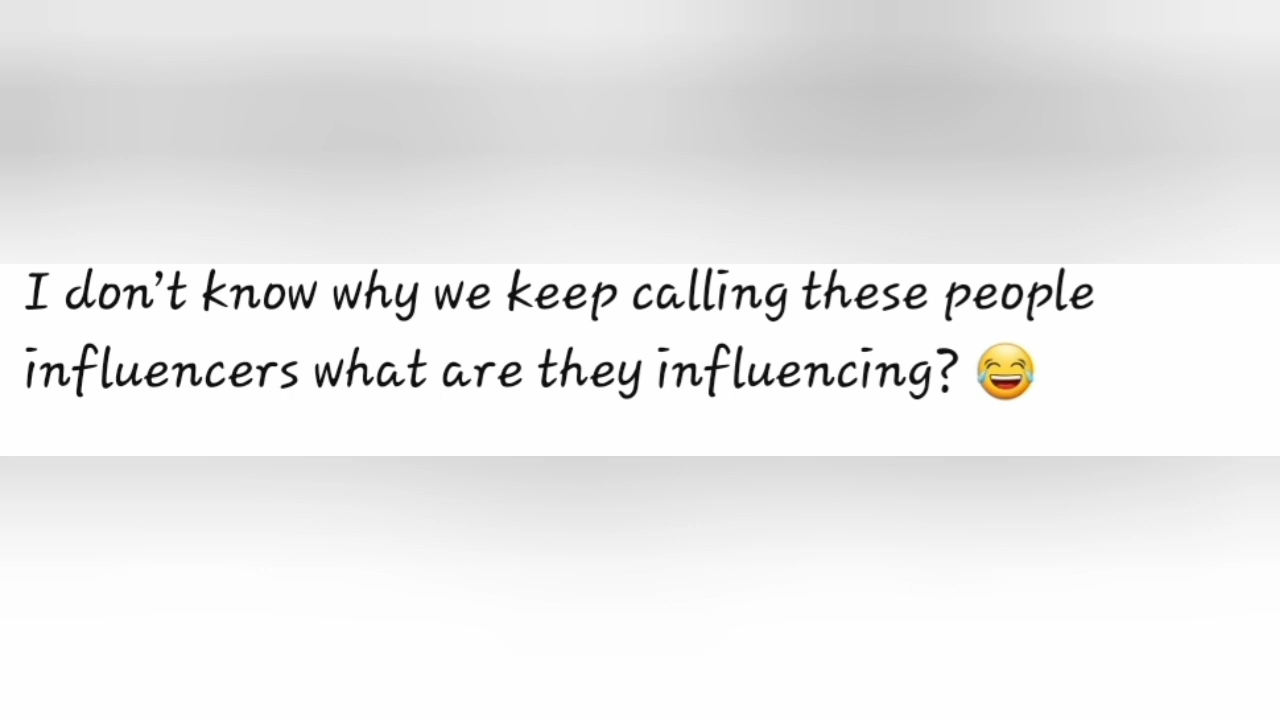 I don’t know why we keep calling these people
influencers what are they influencing? 😂